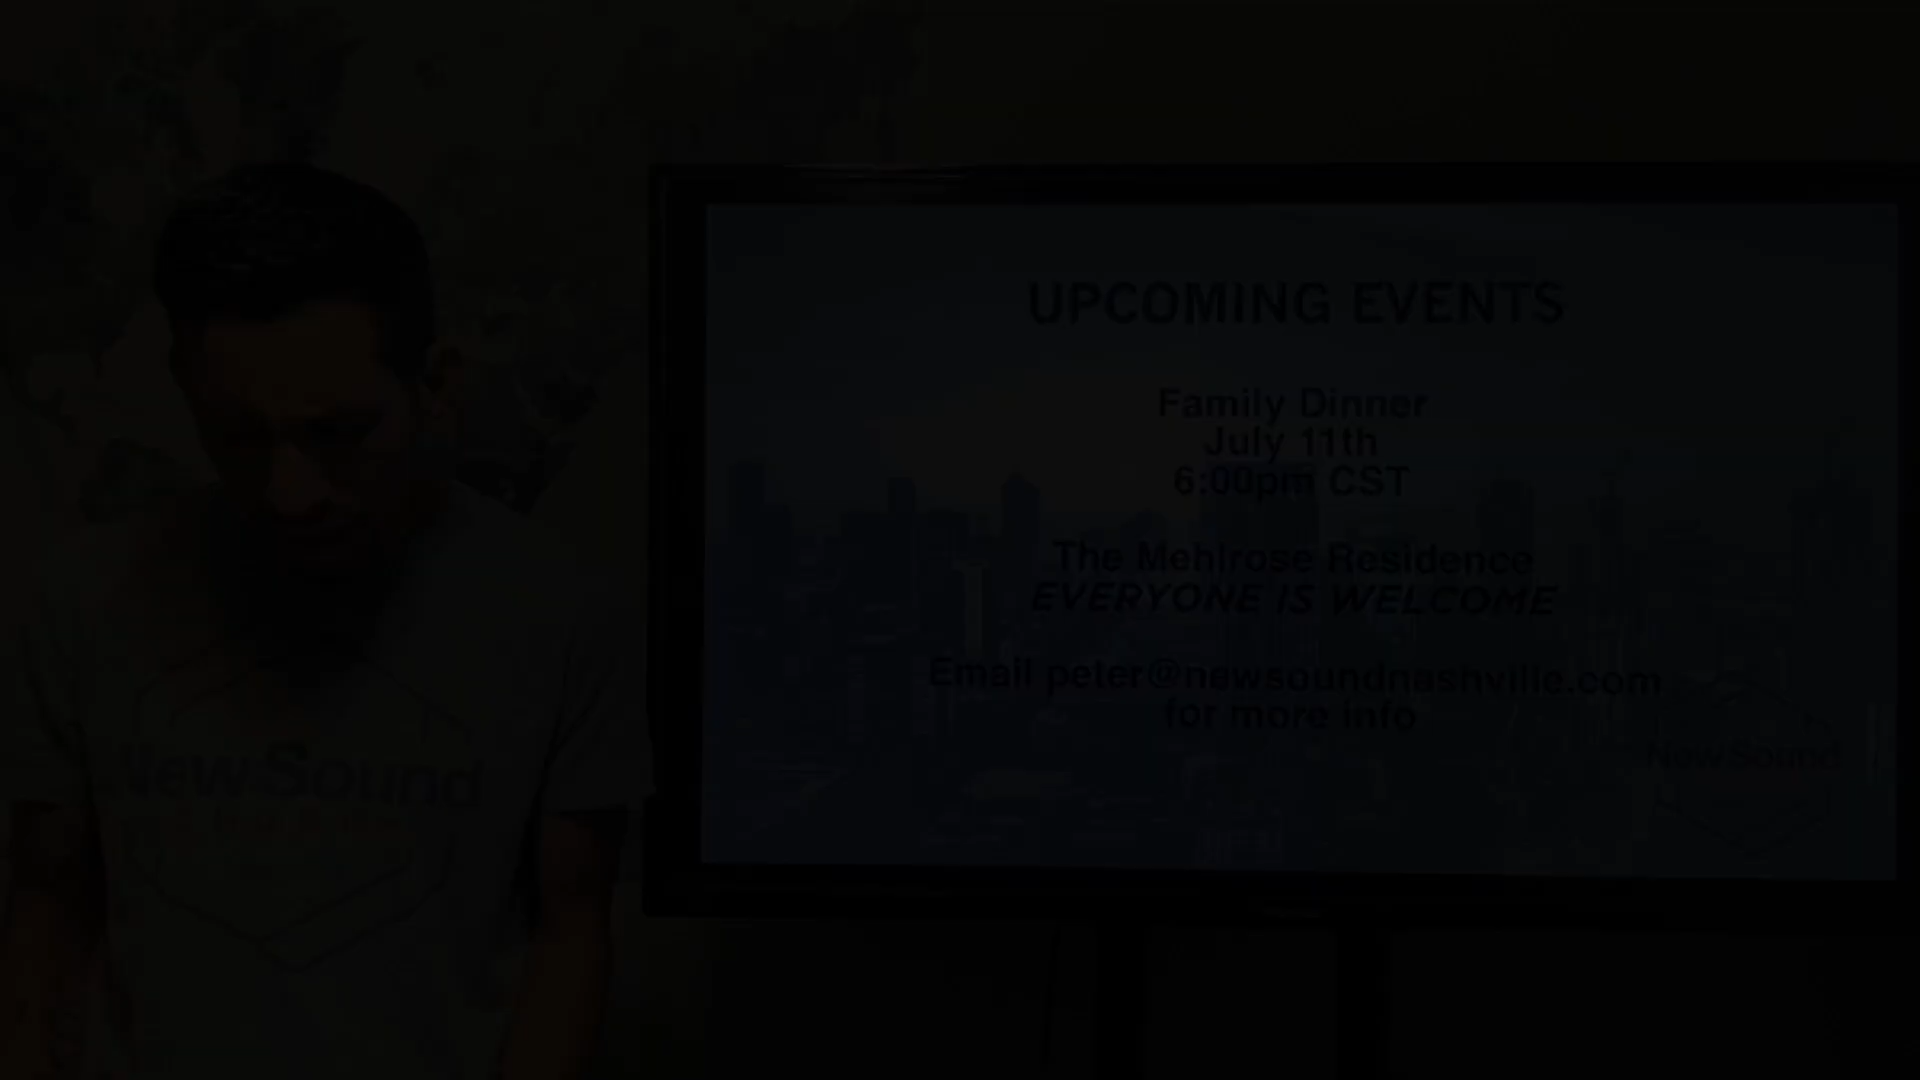 UPCOMING EVENTS
Family Dinner
July 11th
6:00pm CST
The Mehlrose Residence
EVERYONE IS WELCOME
Email peter@newsoundnashville.com
for more info
NewSound
NewSound